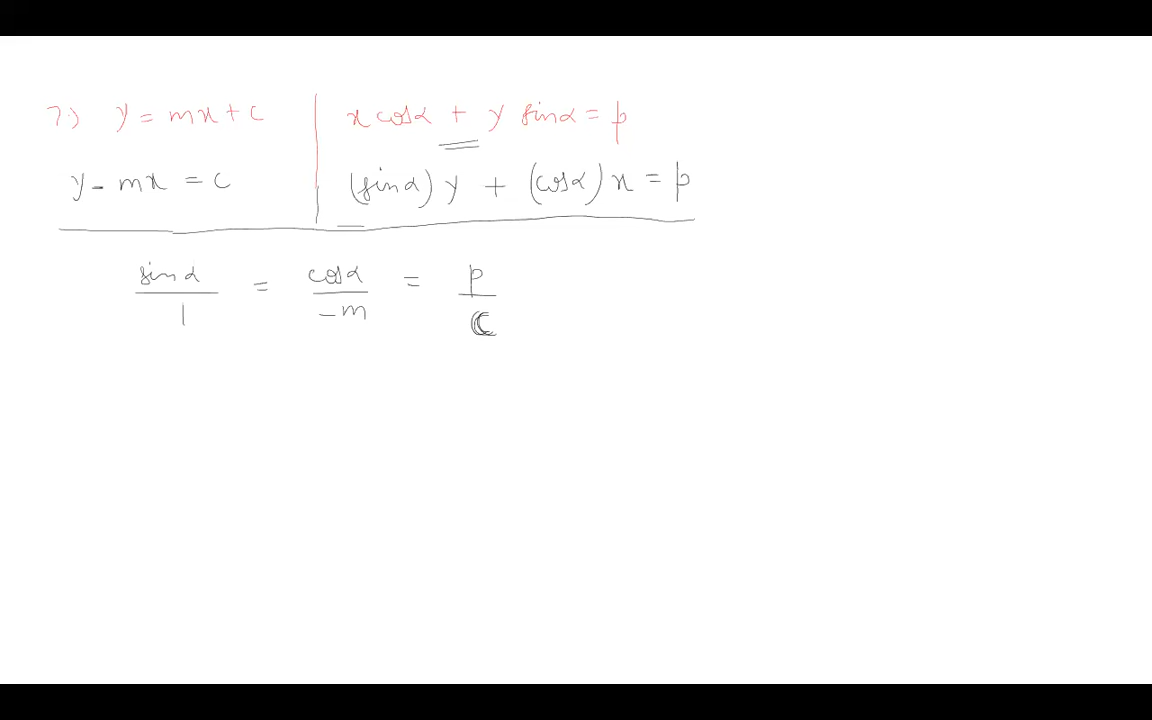 7.) y = mx + c | x cosα + y sinα = p
y - mx = c | (sinα) y + (cosα) x = p
sinα/1 = cosα/-m = p/c